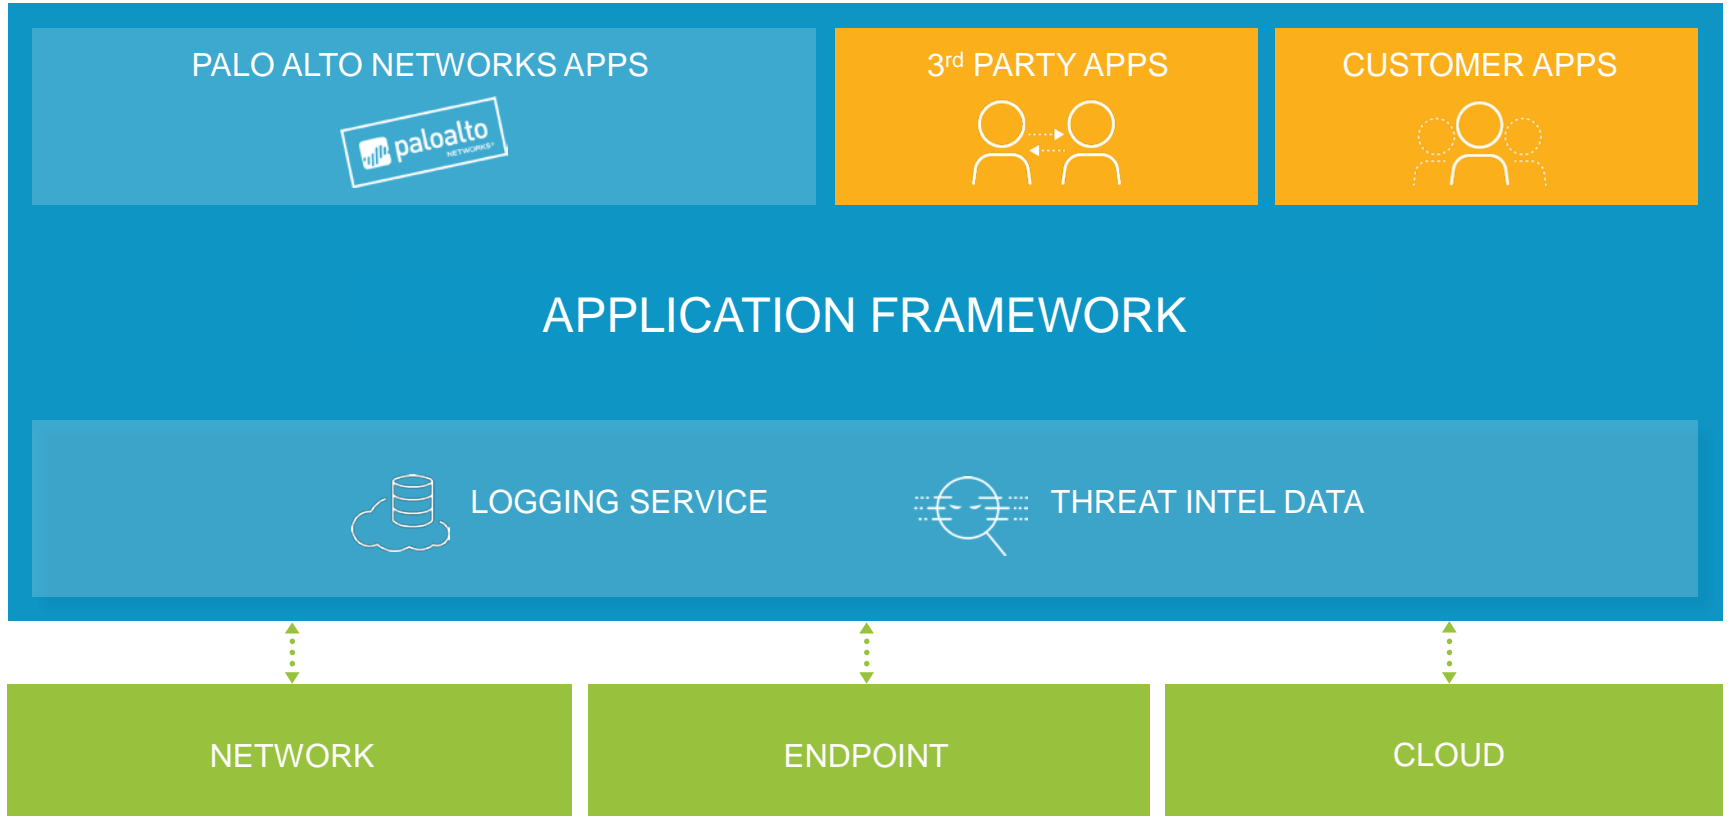 PALO ALTO NETWORKS APPS
paloalto
NETWORKS®
3rd PARTY APPS
CUSTOMER APPS
APPLICATION FRAMEWORK
LOGGING SERVICE
THREAT INTEL DATA
NETWORK
ENDPOINT
CLOUD